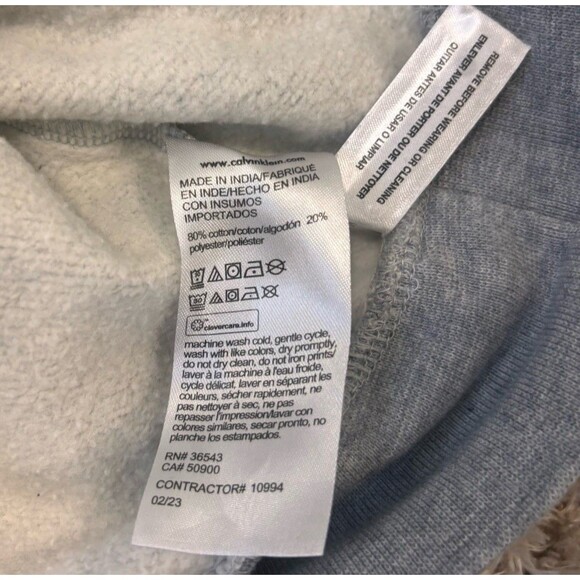 REMOVE BEFORE WEARING OR CLEANING
ENLEVER AVANT DE PORTER OU DE NETTOYER
QUITAR ANTES DE USAR O LIMPIAR
www.calvinklein.com
MADE IN INDIA/FABRIQUÉ
EN INDE/HECHO EN INDIA
CON INSUMOS
IMPORTADOS
80% cotton/coton/algodón 20%
polyester/poliéster
clovercare.info
machine wash cold, gentle cycle,
wash with like colors, dry promptly,
do not dry clean, do not iron prints/
laver à la machine à l'eau froide,
cycle délicat, laver en séparant les
couleurs, sécher rapidement, ne
pas nettoyer à sec, ne pas
repasser l'impression/lavar con
colores similares, secar pronto, no
planche los estampados.
RN# 36543
CA# 50900
CONTRACTOR# 10994
02/23